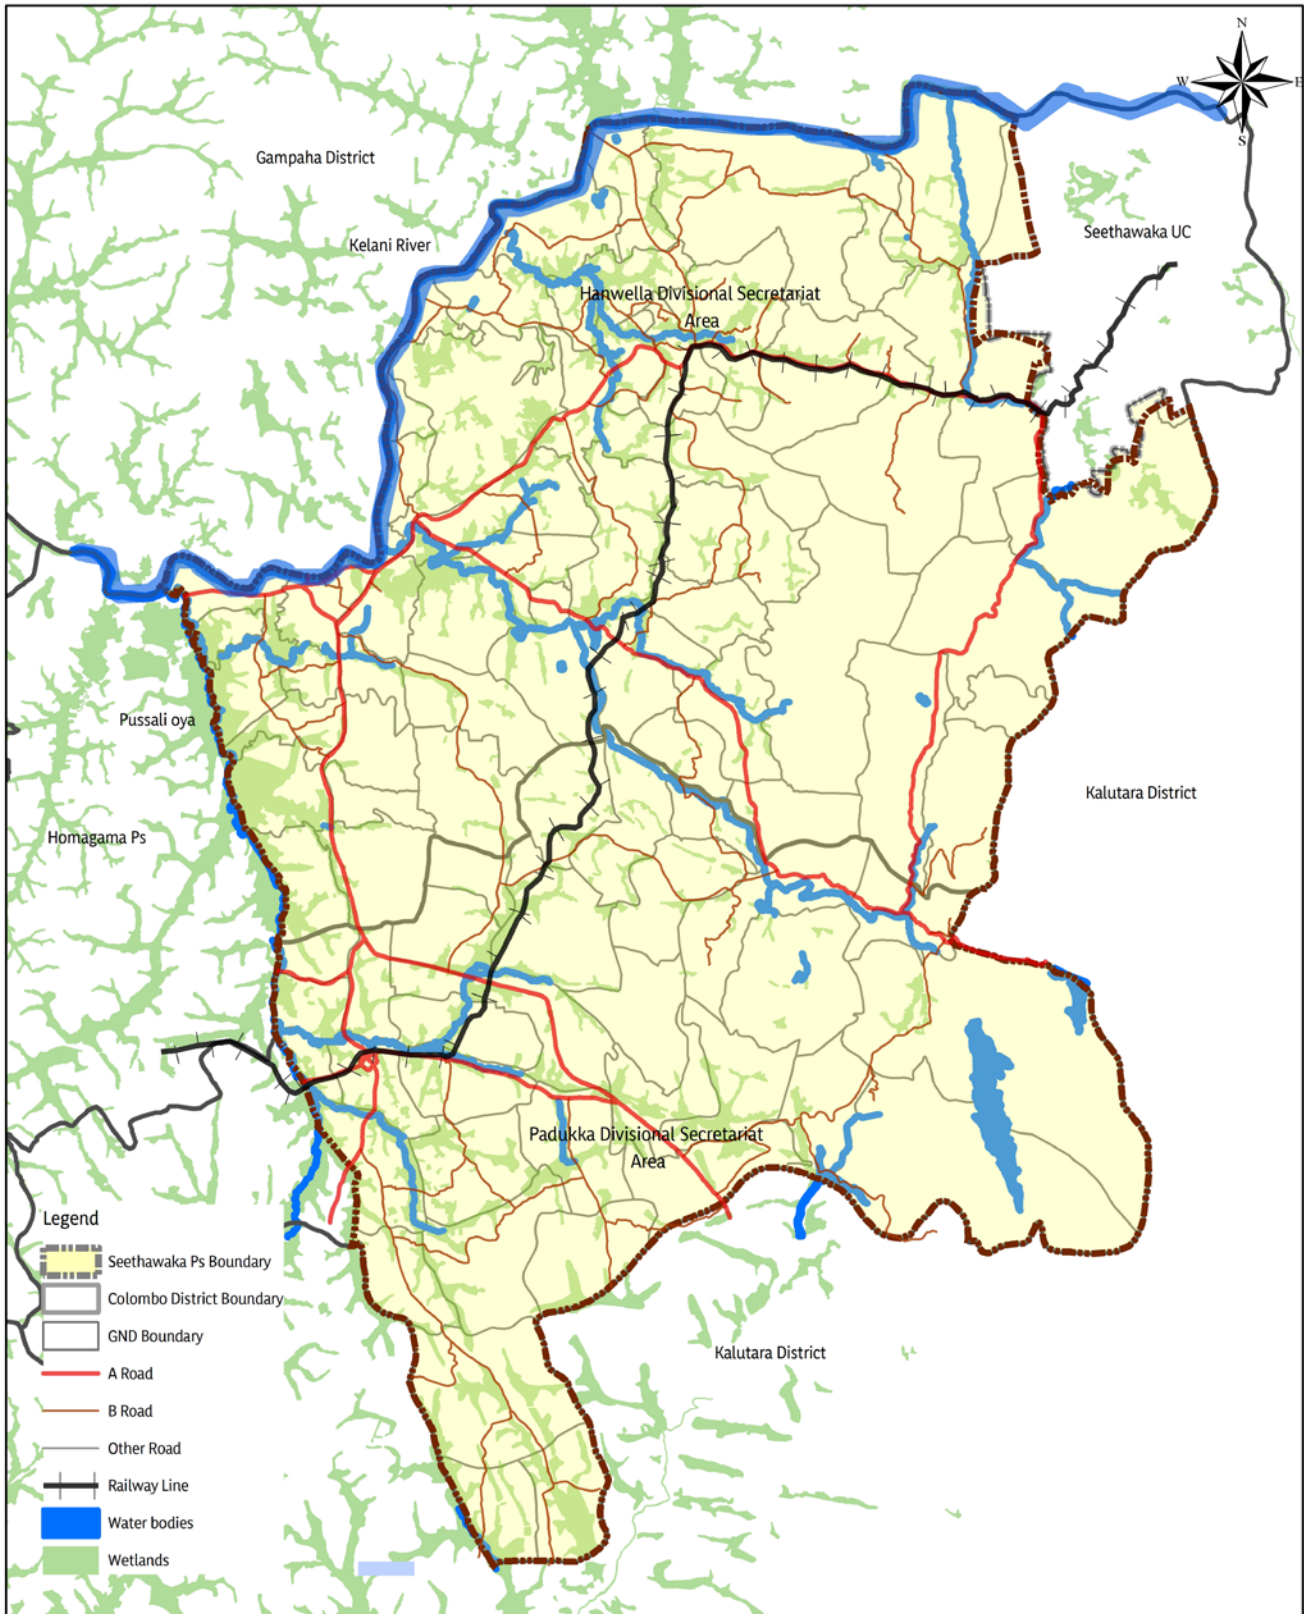 N
W
E
S
Gampaha District
Seethawaka UC
Kelani River
Hanwella Divisional Secretariat
Area
Pussali oya
Kalutara District
Homagama Ps
Padukka Divisional Secretariat
Area
Kalutara District
Legend
Seethawaka Ps Boundary
Colombo District Boundary
GND Boundary
A Road
B Road
Other Road
Railway Line
Water bodies
Wetlands